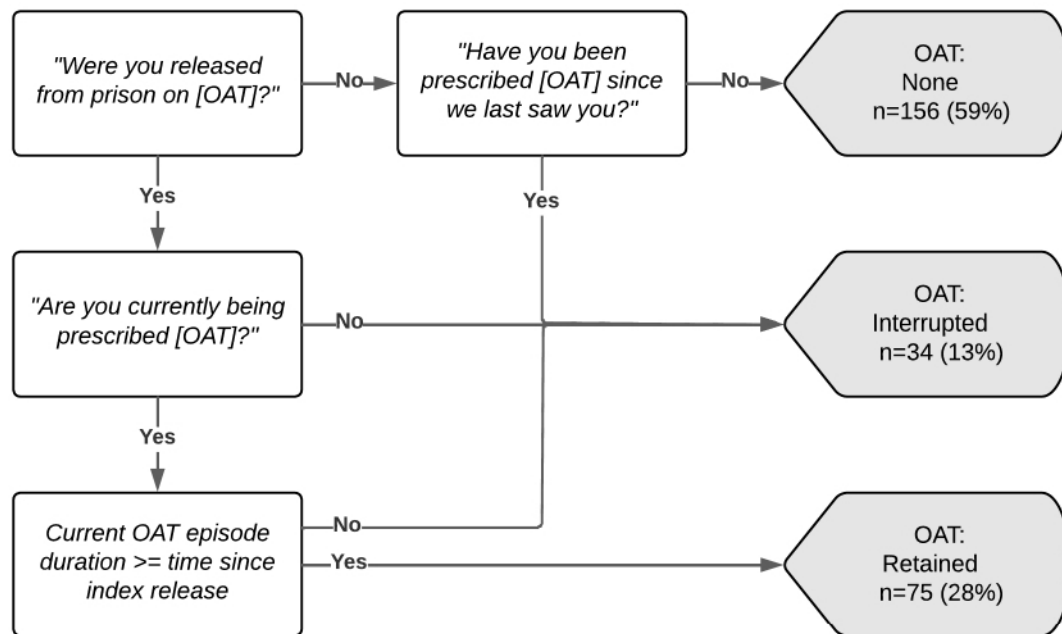 "Were you released
from prison on [OAT]?"
No
"Have you been
prescribed [OAT] since
we last saw you?"
No
OAT:
None
n=156 (59%)
Yes
Yes
"Are you currently being
prescribed [OAT]?"
No
OAT:
Interrupted
n=34 (13%)
Yes
Current OAT episode
duration >= time since
index release
No
Yes
OAT:
Retained
n=75 (28%)